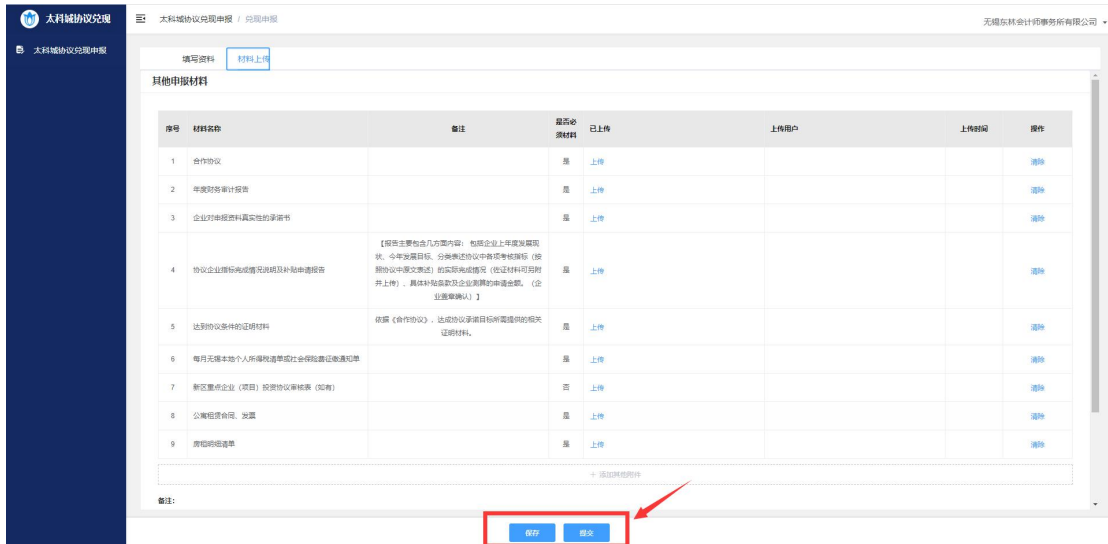 太科城协议兑现
太科城协议兑现申报 / 兑现申报
无锡东林会计师事务所有限公司
太科城协议兑现申报
填写资料 材料上传
其他申报材料
序号 材料名称 备注 是否必须材料 已上传 上传用户 上传时间 操作
1 合作协议 是 上传 清除
2 年度财务审计报告 是 上传 清除
3 企业对申报资料真实性的承诺书 是 上传 清除
【报告主要包含几方面内容: 包括企业上年度发展现
状、今年发展目标、分类表述协议中各项考核指标(按
4 协议企业指标完成情况说明及补贴申请报告 照协议中原文表述)的实际完成情况(佐证材料可另附 是 上传 清除
并上传)、具体补贴条款及企业测算的申请金额。(企
业盖章确认)】
5 达到协议条件的证明材料 依据《合作协议》,达成协议承诺目标所需提供的相关 是 上传 清除
证明材料。
6 每月无锡本地个人所得税清单或社会保险费征缴通知单 是 上传 清除
7 新区重点企业(项目)投资协议审核表(如有) 否 上传 清除
8 公寓租赁合同、发票 是 上传 清除
9 房租明细清单 是 上传 清除
+ 添加其他附件
备注:
保存 提交